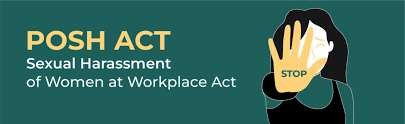 POSH ACT
Sexual Harassment
of Women at Workplace Act
STOP